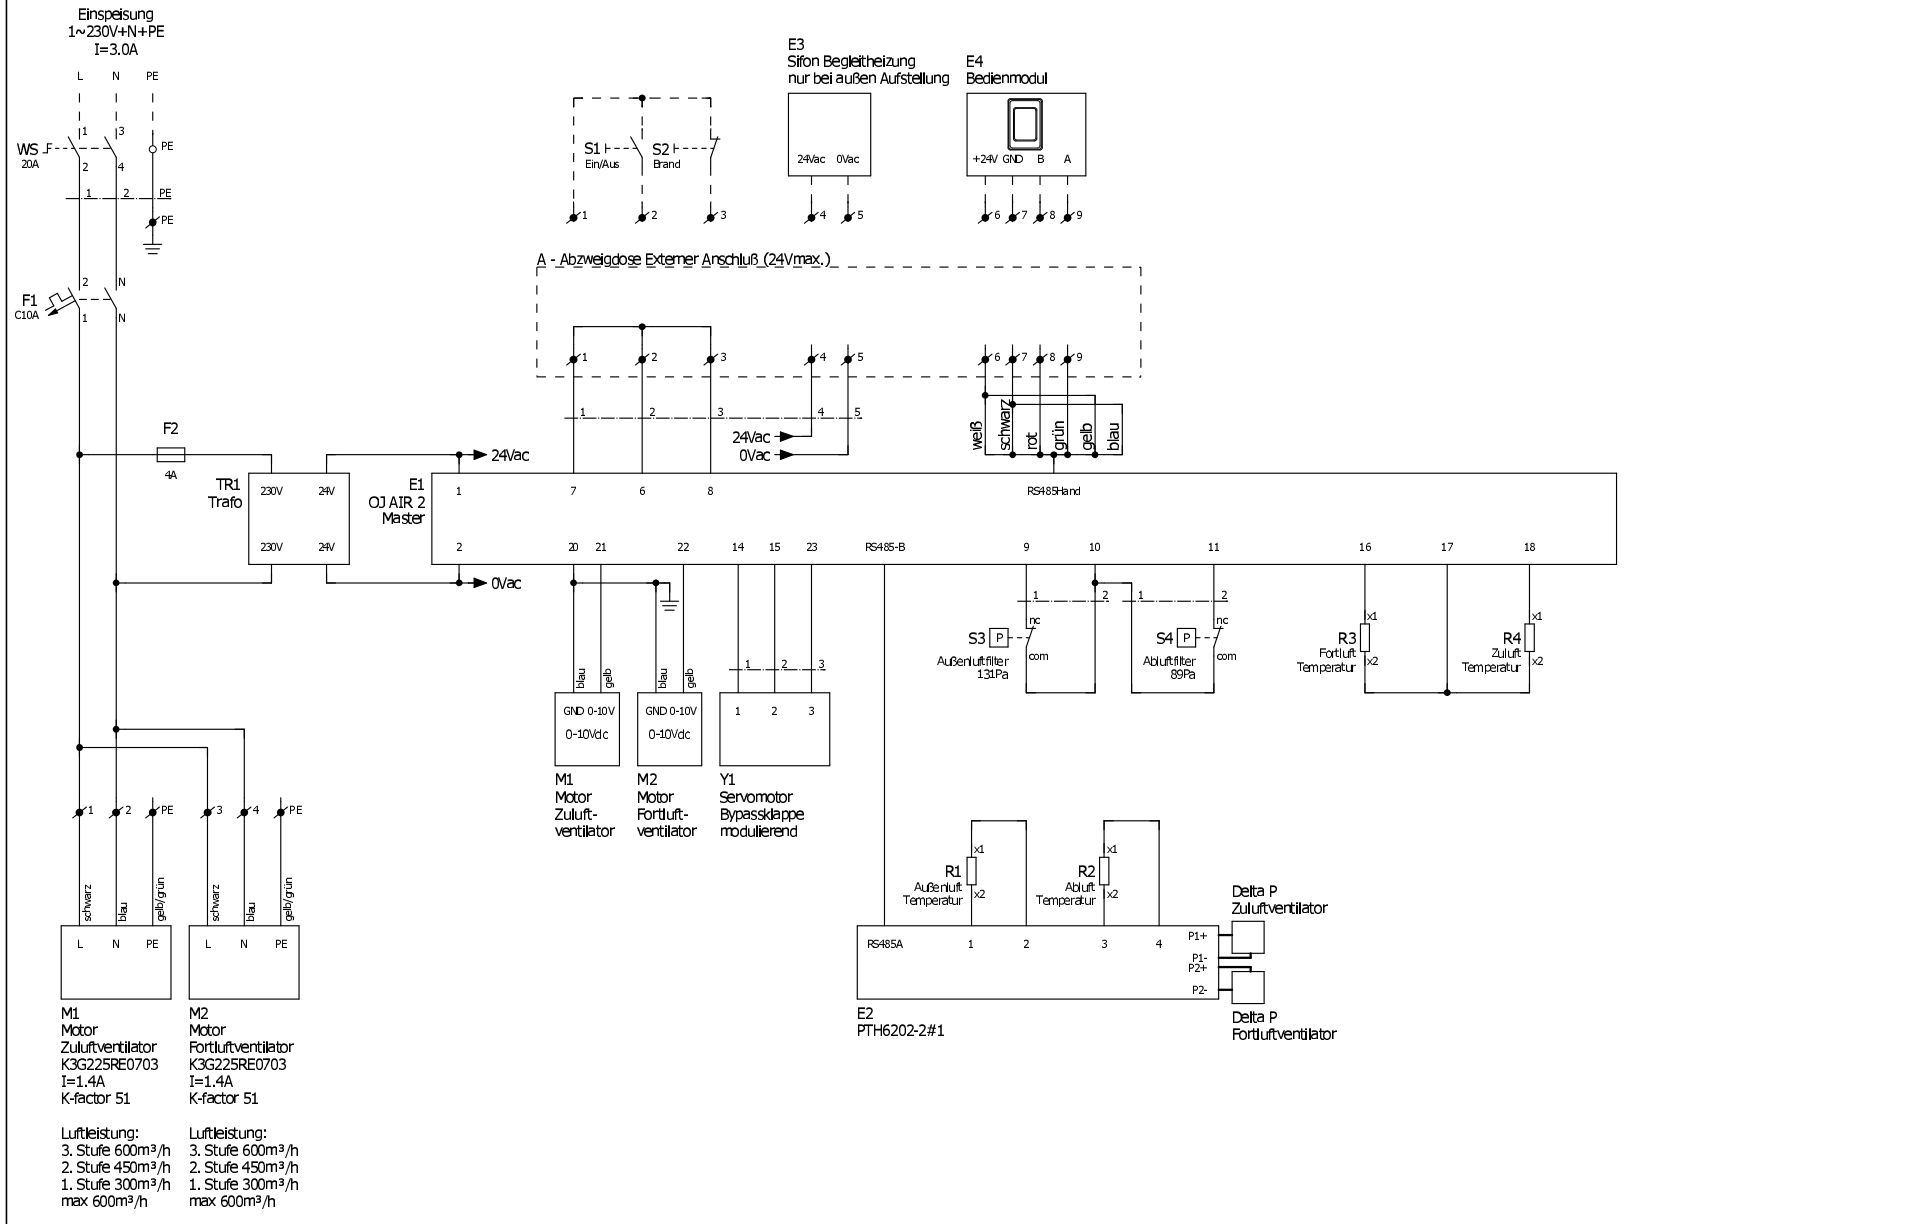 Einspeisung
1~230V+N+PE
I=3.0A
L N PE
1 3
WS
20A
PE
2 4
1 2 PE
PE
2 N
F1
C10A
1 N
S1
Ein/Aus
S2
Brand
1 2 3
E3
Sifon Begleitheizung
nur bei außen Aufstellung
24Vac 0Vac
4 5
E4
Bedienmodul
+24V GND B A
6 7 8 9
A - Abzweigdose Externer Anschluß (24Vmax.)
1 2 3 4 5 6 7 8 9
1 2 3 4 5
24Vac
0Vac
weiß
schwarz
rot
grün
gelb
blau
F2
4A
24Vac
TR1
Trafo
230V 24V
230V 24V
E1
OJ AIR 2
Master
1 7 6 8 RS485Hand
2 20 21 22 14 15 23 RS485-B 9 10 11 16 17 18
0Vac
blau
gelb
blau
gelb
1 2 3
GND 0-10V
0-10Vdc
GND 0-10V
0-10Vdc
1 2 3
M1
Motor
Zuluft-
ventilator
M2
Motor
Fortluft-
ventilator
Y1
Servomotor
Bypassklappe
modulierend
1 2
nc
S3 P
com
Außenluftfilter
131Pa
1 2
nc
S4 P
com
Abluftfilter
89Pa
x1
R3
Fortluft
Temperatur
x2
x1
R4
Zuluft
Temperatur
x2
1 2 PE 3 4 PE
schwarz
blau
gelb/grün
schwarz
blau
gelb/grün
L N PE
L N PE
M1
Motor
Zuluftventilator
K3G225RE0703
I=1.4A
K-factor 51
Luftleistung:
3. Stufe 600m³/h
2. Stufe 450m³/h
1. Stufe 300m³/h
max 600m³/h
M2
Motor
Fortluftventilator
K3G225RE0703
I=1.4A
K-factor 51
Luftleistung:
3. Stufe 600m³/h
2. Stufe 450m³/h
1. Stufe 300m³/h
max 600m³/h
x1
R1
Außenluft
Temperatur
x2
x1
R2
Abluft
Temperatur
x2
RS485A 1 2 3 4
P1+
P1-
P2+
P2-
Delta P
Zuluftventilator
Delta P
Fortluftventilator
E2
PTH6202-2#1